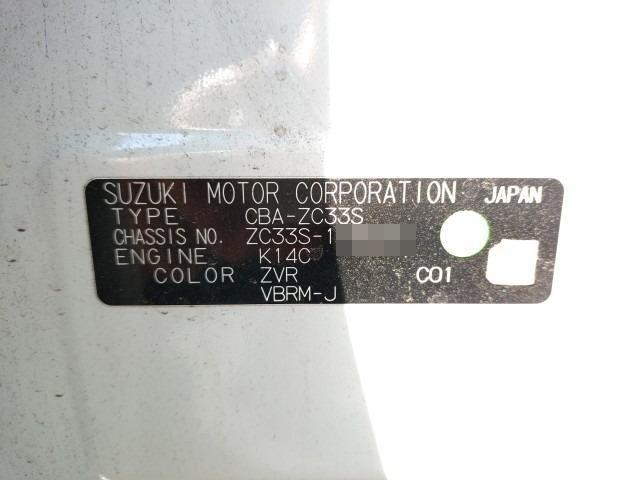 SUZUKI MOTOR CORPORATION JAPAN
TYPE CBA-ZC33S
CHASSIS NO. ZC33S-1
ENGINE K14C
COLOR ZVR C01
VBRM-J